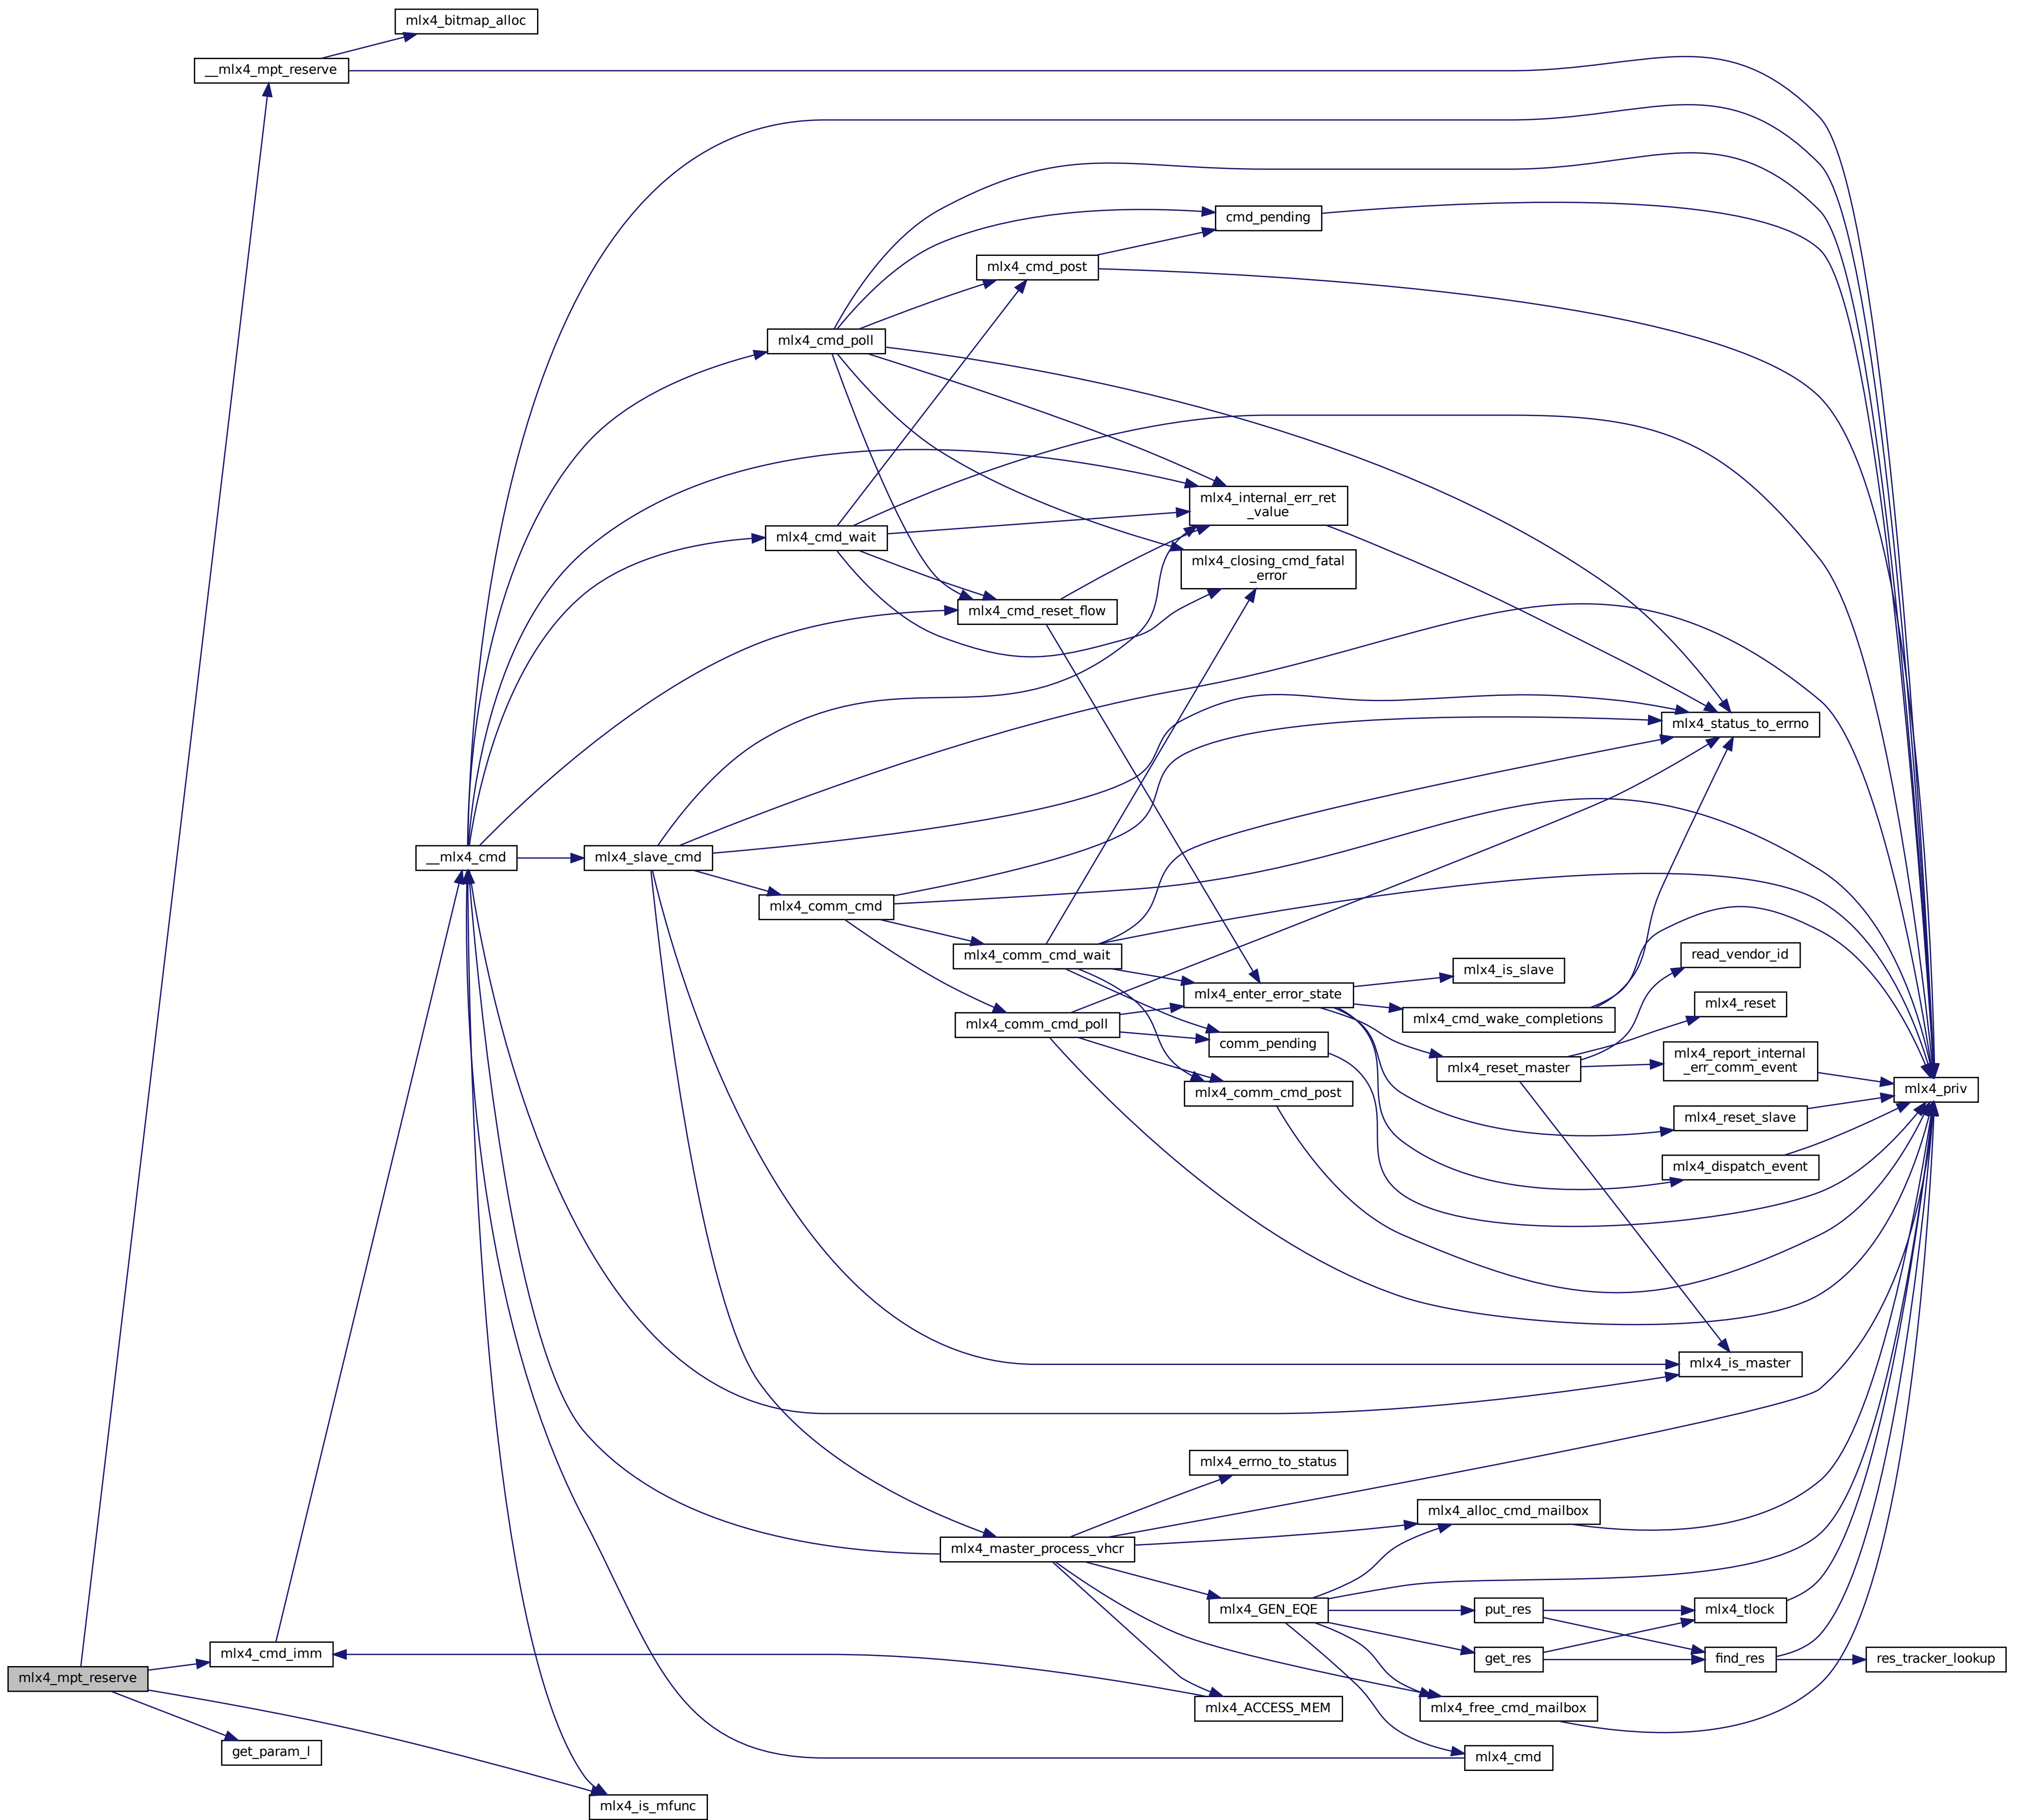 mlx4_bitmap_alloc
__mlx4_mpt_reserve
cmd_pending
mlx4_cmd_post
mlx4_cmd_poll
mlx4_internal_err_ret
_value
mlx4_cmd_wait
mlx4_closing_cmd_fatal
_error
mlx4_cmd_reset_flow
mlx4_status_to_errno
__mlx4_cmd
mlx4_slave_cmd
mlx4_comm_cmd
mlx4_comm_cmd_wait
read_vendor_id
mlx4_is_slave
mlx4_enter_error_state
mlx4_reset
mlx4_cmd_wake_completions
mlx4_comm_cmd_poll
comm_pending
mlx4_report_internal
_err_comm_event
mlx4_reset_master
mlx4_priv
mlx4_comm_cmd_post
mlx4_reset_slave
mlx4_dispatch_event
mlx4_is_master
mlx4_errno_to_status
mlx4_alloc_cmd_mailbox
mlx4_master_process_vhcr
mlx4_GEN_EQE
put_res
mlx4_tlock
mlx4_cmd_imm
get_res
find_res
res_tracker_lookup
mlx4_mpt_reserve
mlx4_ACCESS_MEM
mlx4_free_cmd_mailbox
get_param_l
mlx4_cmd
mlx4_is_mfunc